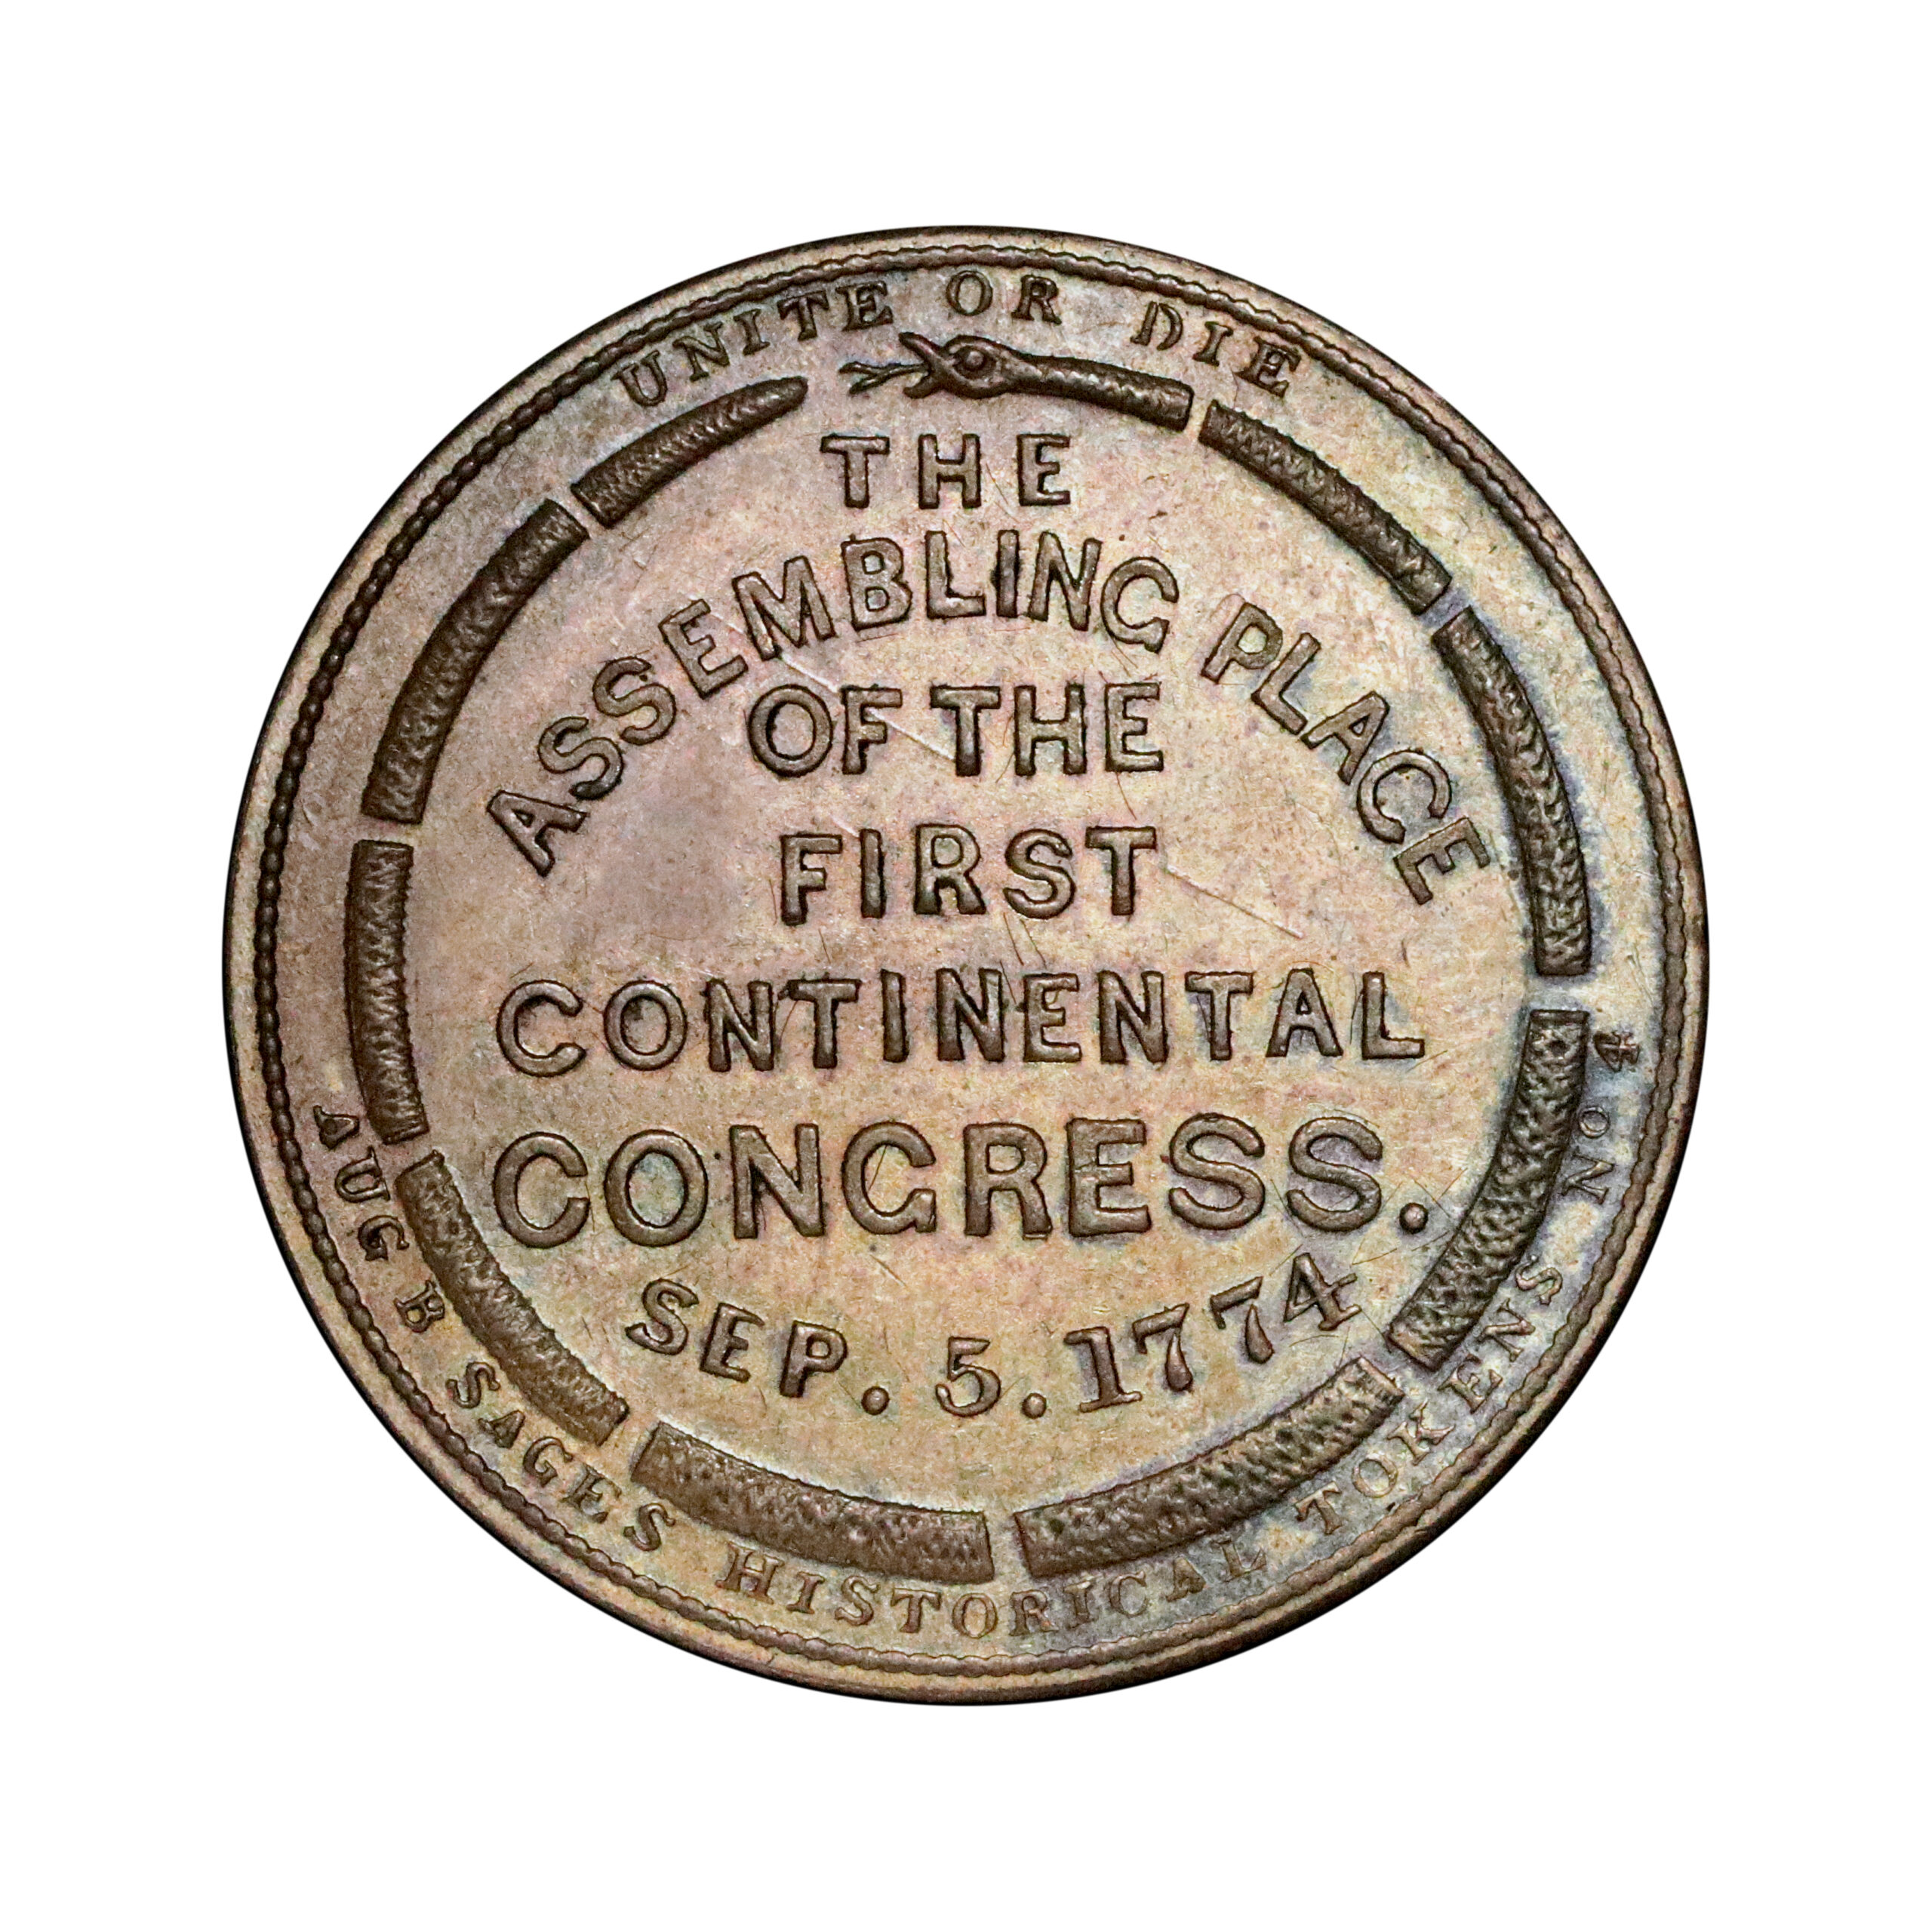 UNITE OR DIE
THE
ASSEMBLING PLACE
OF THE
FIRST
CONTINENTAL
CONGRESS.
SEP. 5. 1774
AUG B SAGES HISTORICAL TOKENS No 4